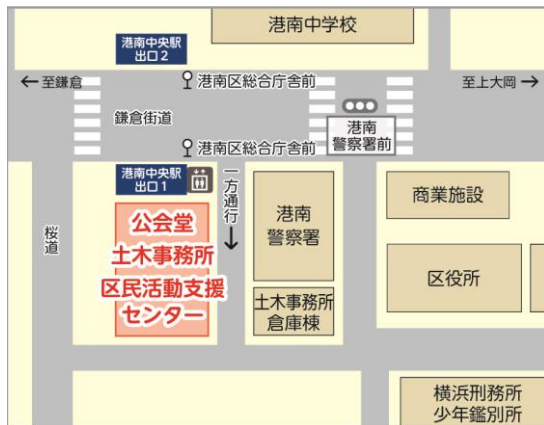 港南中学校
港南中央駅
出口2
←至鎌倉
港南区総合庁舎前
至上大岡→
鎌倉街道
港南区総合庁舎前
港南
警察署前
港南中央駅
出口1
一方通行
桜道
公会堂
土木事務所
区民活動支援
センター
港南
警察署
土木事務所
倉庫棟
商業施設
区役所
横浜刑務所
少年鑑別所